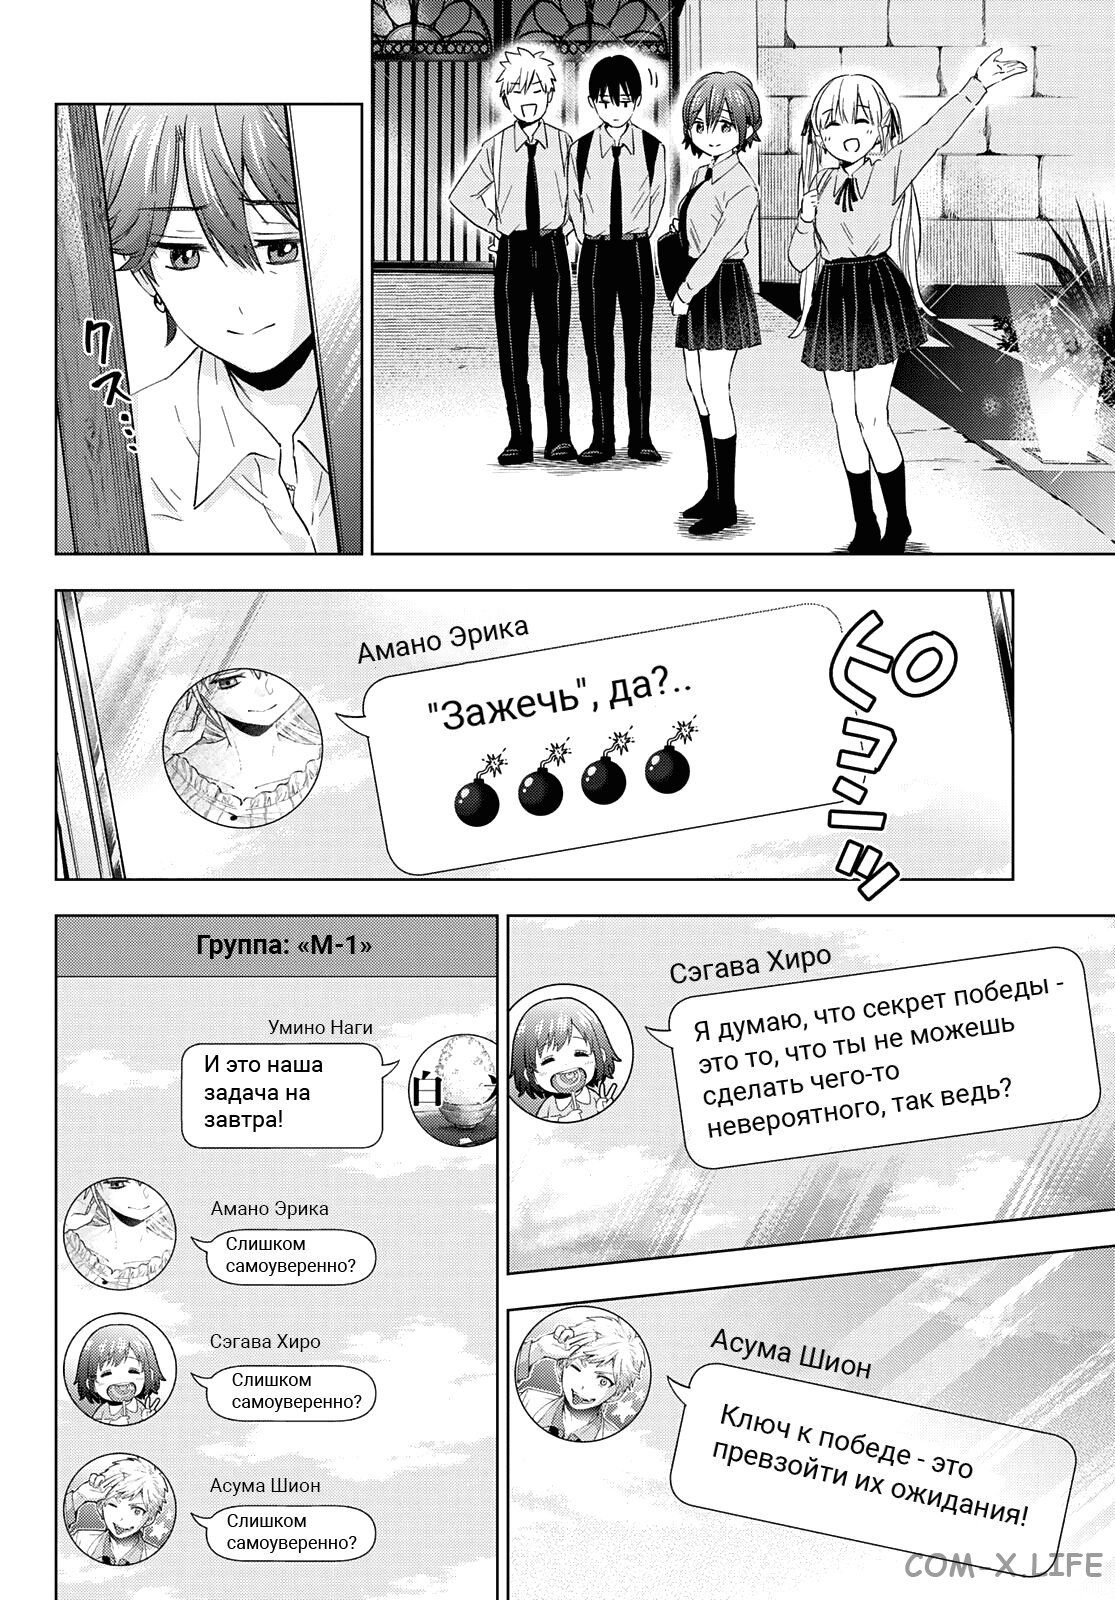 クスッ…
Амано Эрика
"Зажечь", да?..
ピコーンッ
Сэгава Хиро
Я думаю, что секрет победы -
это то, что ты не можешь
сделать чего-то
невероятного, так ведь?
Асума Шион
Ключ к победе - это
превзойти их ожидания!
Группа: «М-1»
Умино Наги
И это наша
задача на
завтра!
Амано Эрика
Слишком
самоуверенно?
Сэгава Хиро
Слишком
самоуверенно?
Асума Шион
Слишком
самоуверенно?
COM-X.LIFE